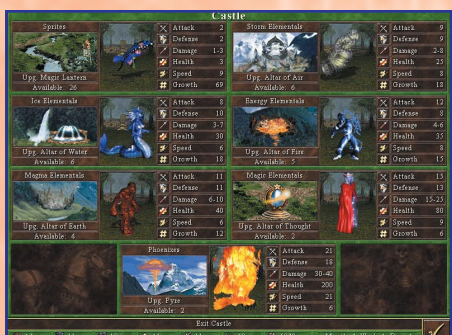 Castle
Sprites
Upg. Magic Lantern
Available: 26
Attack 2
Defense 2
Damage 1-3
Health 3
Speed 9
Growth 69
Storm Elementals
Upg. Altar of Air
Available: 6
Attack 9
Defense 9
Damage 2-8
Health 25
Speed 8
Growth 18
Ice Elementals
Upg. Altar of Water
Available: 6
Attack 8
Defense 10
Damage 3-7
Health 30
Speed 6
Growth 18
Energy Elementals
Upg. Altar of Fire
Available: 5
Attack 12
Defense 8
Damage 4-6
Health 35
Speed 8
Growth 15
Magma Elementals
Upg. Altar of Earth
Available: 4
Attack 11
Defense 11
Damage 6-10
Health 40
Speed 6
Growth 12
Magic Elementals
Upg. Altar of Thought
Available: 2
Attack 15
Defense 13
Damage 15-25
Health 80
Speed 9
Growth 6
Phoenixes
Upg. Pyre
Available: 2
Attack 21
Defense 18
Damage 30-40
Health 200
Speed 21
Growth 6
Exit Castle